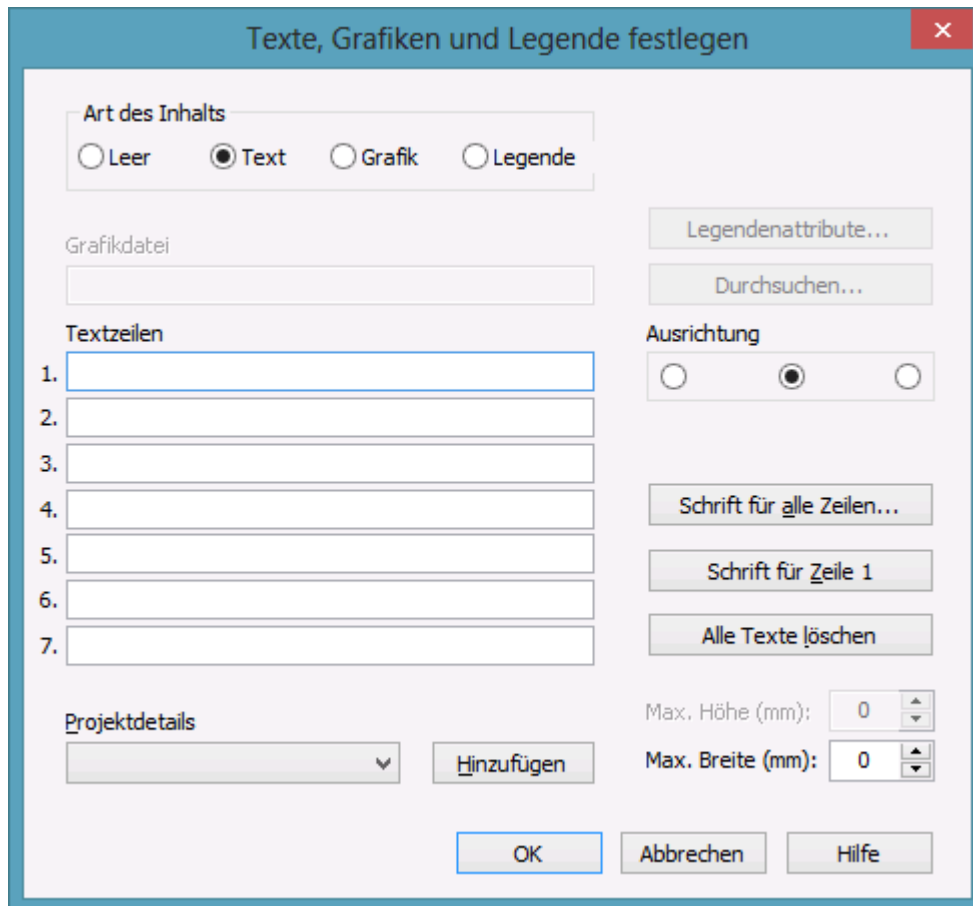 Texte, Grafiken und Legende festlegen
Art des Inhalts
Leer Text Grafik Legende
Grafikdatei
Legendenattribute...
Durchsuchen...
Textzeilen
Ausrichtung
1.
2.
3.
4.
5.
6.
7.
Schrift für alle Zeilen...
Schrift für Zeile 1
Alle Texte löschen
Projektdetails
Hinzufügen
Max. Höhe (mm): 0
Max. Breite (mm): 0
OK Abbrechen Hilfe